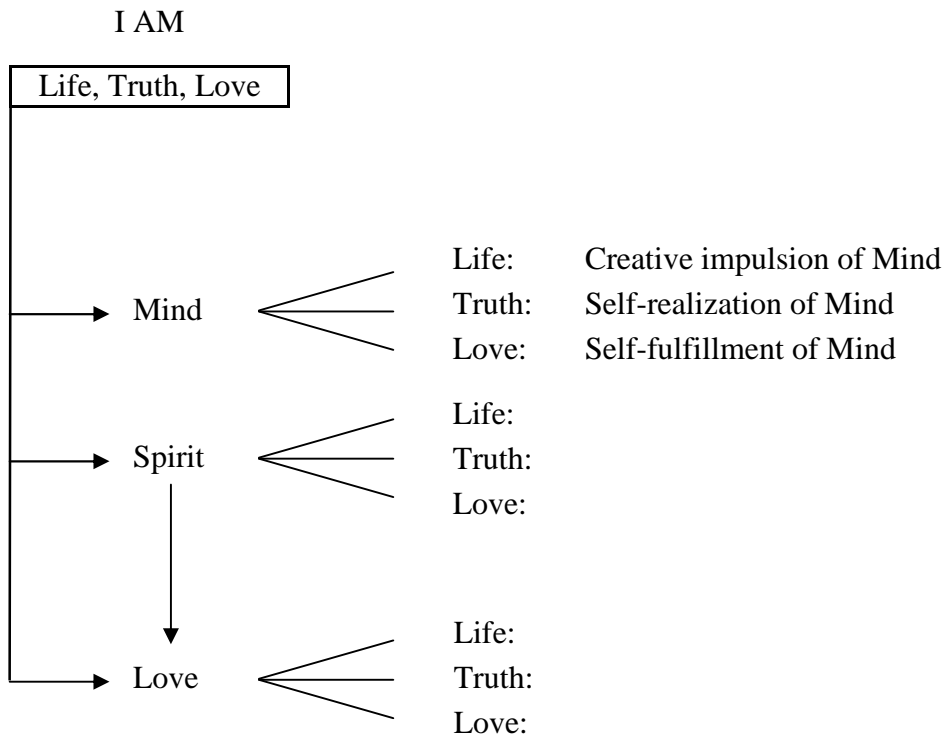 I AM
Life, Truth, Love
Life: Creative impulsion of Mind
Mind Truth: Self-realization of Mind
Love: Self-fulfillment of Mind
Life:
Spirit Truth:
Love:
Life:
Love Truth:
Love: